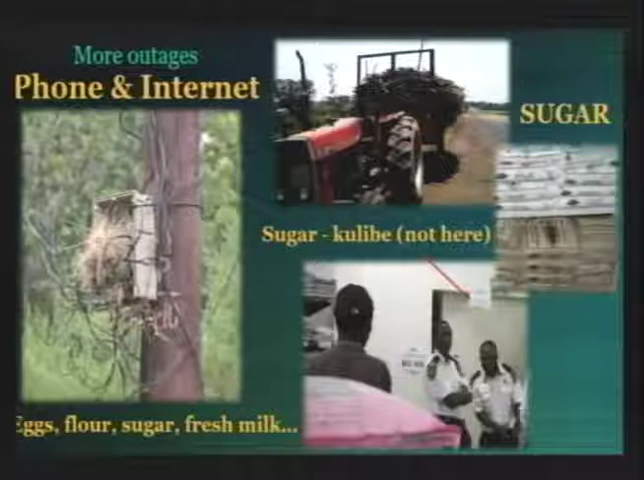 More outages
Phone & Internet
SUGAR
Sugar - kulibe (not here)
Eggs, flour, sugar, fresh milk...